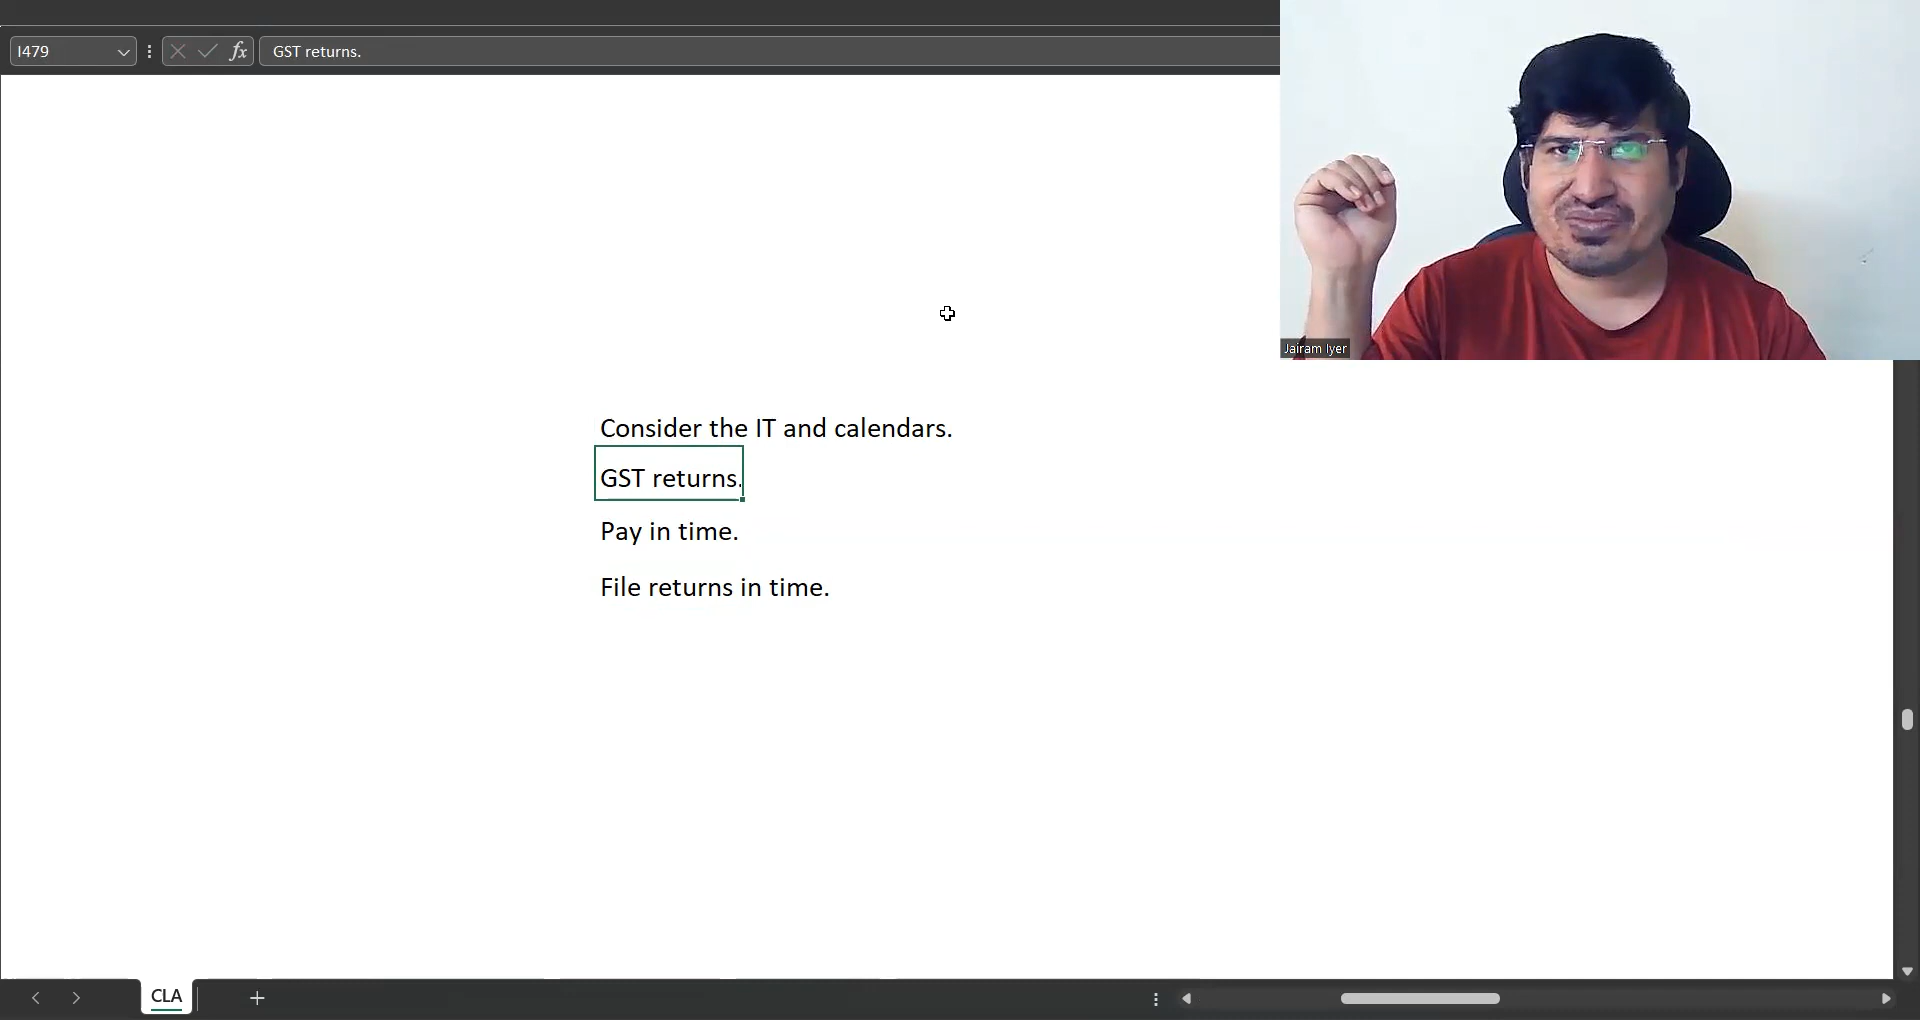 I479
fx
GST returns.
Jairam Iyer
Consider the IT and calendars.
GST returns.
Pay in time.
File returns in time.
CLA